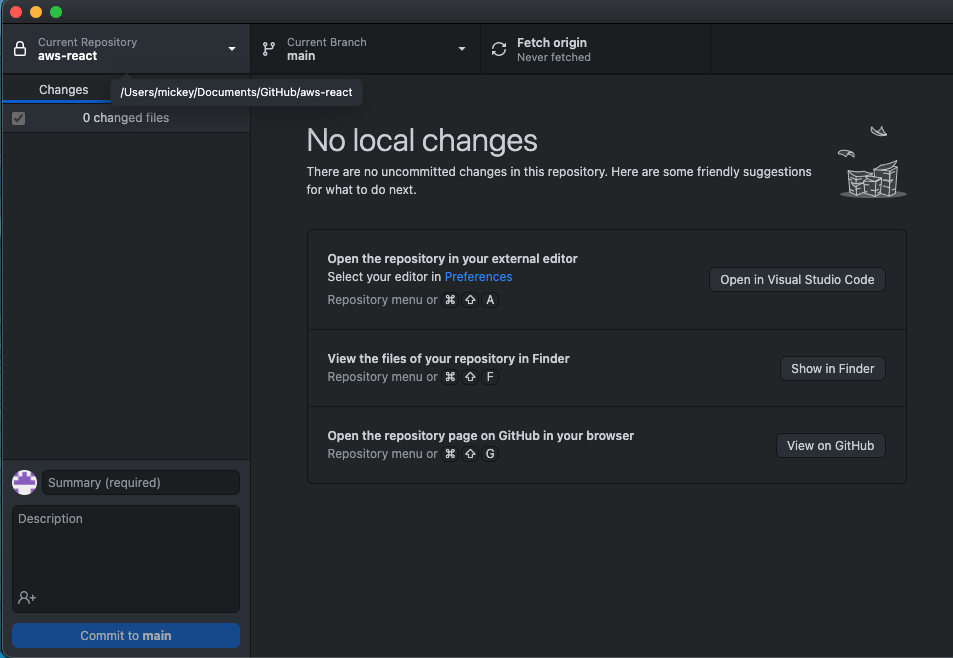 Current Repository
aws-react
Current Branch
main
Fetch origin
Never fetched
Changes
/Users/mickey/Documents/GitHub/aws-react
0 changed files
No local changes
There are no uncommitted changes in this repository. Here are some friendly suggestions
for what to do next.
Open the repository in your external editor
Select your editor in Preferences
Repository menu or ⌘ ⇧ A
Open in Visual Studio Code
View the files of your repository in Finder
Repository menu or ⌘ ⇧ F
Show in Finder
Open the repository page on GitHub in your browser
Repository menu or ⌘ ⇧ G
View on GitHub
Summary (required)
Description
Commit to main